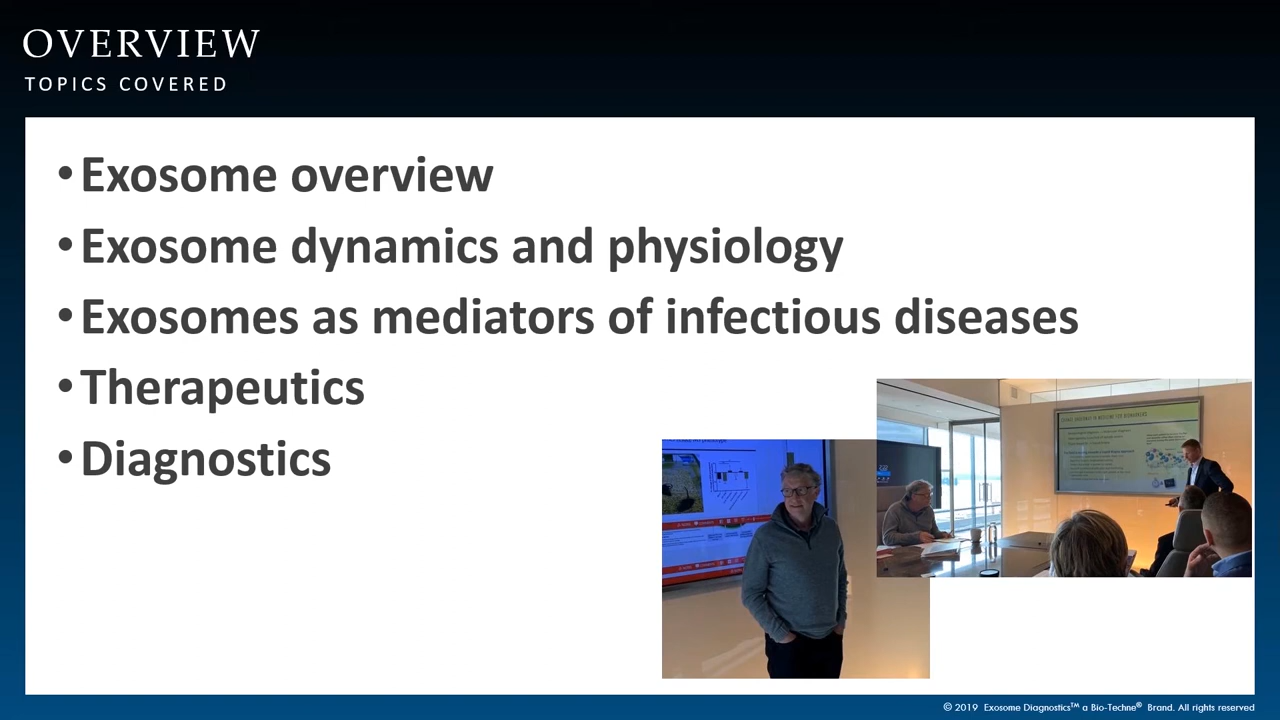 OVERVIEW
TOPICS COVERED
•Exosome overview
•Exosome dynamics and physiology
•Exosomes as mediators of infectious diseases
•Therapeutics
•Diagnostics
© 2019 Exosome Diagnostics™ a Bio-Techne® Brand. All rights reserved